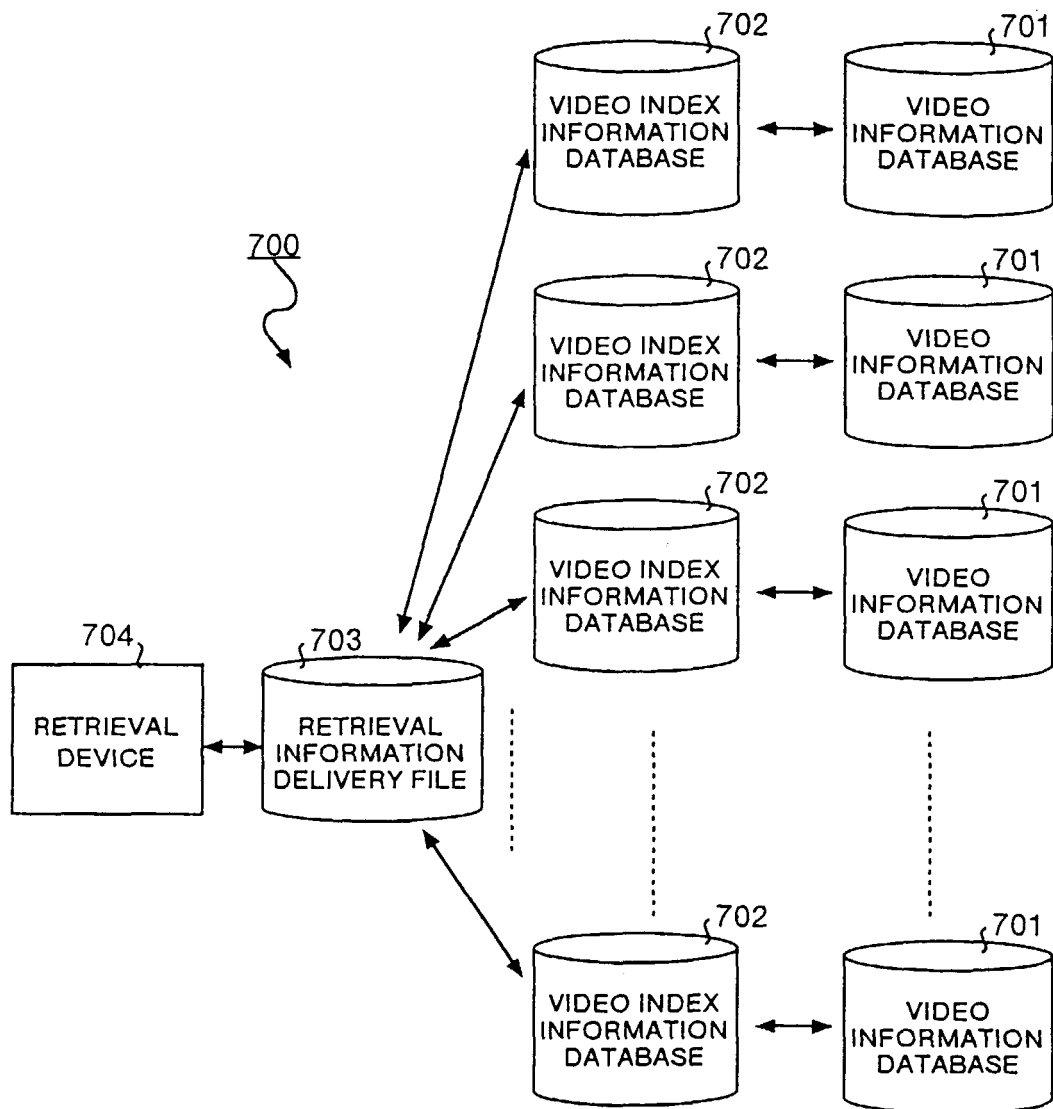 702
701
VIDEO INDEX
INFORMATION
DATABASE
VIDEO
INFORMATION
DATABASE
700
702
701
VIDEO INDEX
INFORMATION
DATABASE
VIDEO
INFORMATION
DATABASE
702
701
VIDEO INDEX
INFORMATION
DATABASE
VIDEO
INFORMATION
DATABASE
704
703
RETRIEVAL
DEVICE
RETRIEVAL
INFORMATION
DELIVERY FILE
702
701
VIDEO INDEX
INFORMATION
DATABASE
VIDEO
INFORMATION
DATABASE